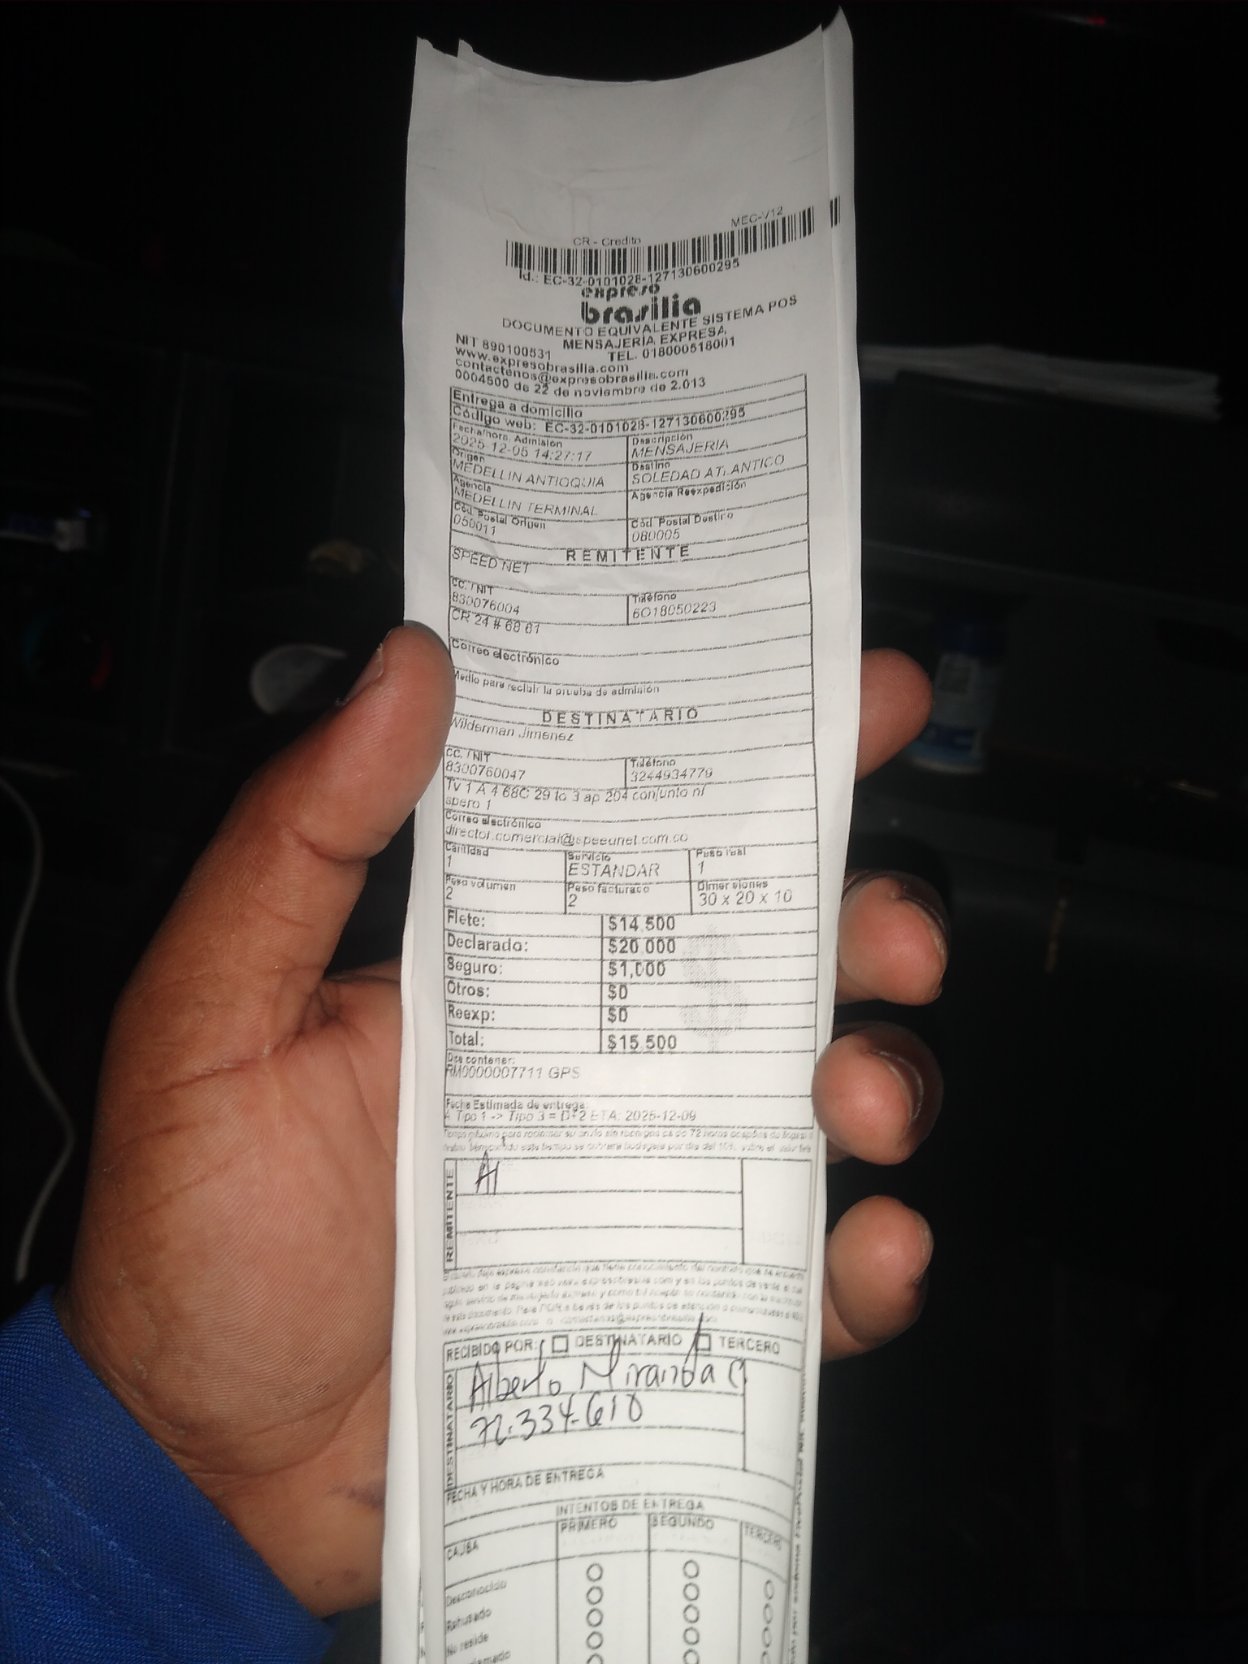 MEC-V12
CR - Credito
Id.: EC-32-0101028-127130600295
expreso
brasilia
DOCUMENTO EQUIVALENTE SISTEMA POS
MENSAJERIA EXPRESA
NIT 890100531 TEL. 018000518001
www.expresobrasilia.com
contactenos@expresobrasilia.com
0004500 de 22 de noviembre de 2.013
Entrega a domicilio
Código web: EC-32-0101028-127130600295
Fecha/hora Admisión Descripción
2025-12-05 14:27:17 MENSAJERIA
Origen Destino
MEDELLIN ANTIOQUIA SOLEDAD ATLANTICO
Agencia Agencia Reexpedición
MEDELLIN TERMINAL
Cód. Postal Origen Cód. Postal Destino
050011 080005
REMITENTE
SPEED NET
CC. / NIT Teléfono
830076004 6018050223
CR 24 # 68 61
Correo electrónico
Medio para recibir la prueba de admisión
DESTINATARIO
Wilderman Jimenez
CC. / NIT Teléfono
8300760047 3244934779
Tv 1 A 4 68C 29 to 3 ap 204 conjunto ni
spero 1
Correo electrónico
director.comercial@speednet.com.co
Cantidad Servicio Peso real
1 ESTANDAR 1
Peso volumen Peso facturado Dimensiones
2 2 30 x 20 x 10
Flete: $14,500
Declarado: $20,000
Seguro: $1,000
Otros: $0
Reexp: $0
Total: $15,500
Dice contener:
RM0000007711 GPS
Fecha Estimada de entrega
A Tipo 1 -> Tipo 3 = D+2 ETA: 2025-12-09
REMITENTE
RECIBIDO POR: DESTINATARIO TERCERO
DESTINATARIO
Alberto Miranda
72.334.610
FECHA Y HORA DE ENTREGA
INTENTOS DE ENTREGA
CAUSA PRIMERO SEGUNDO TERCERO
Desconocido
Rehusado
No reside